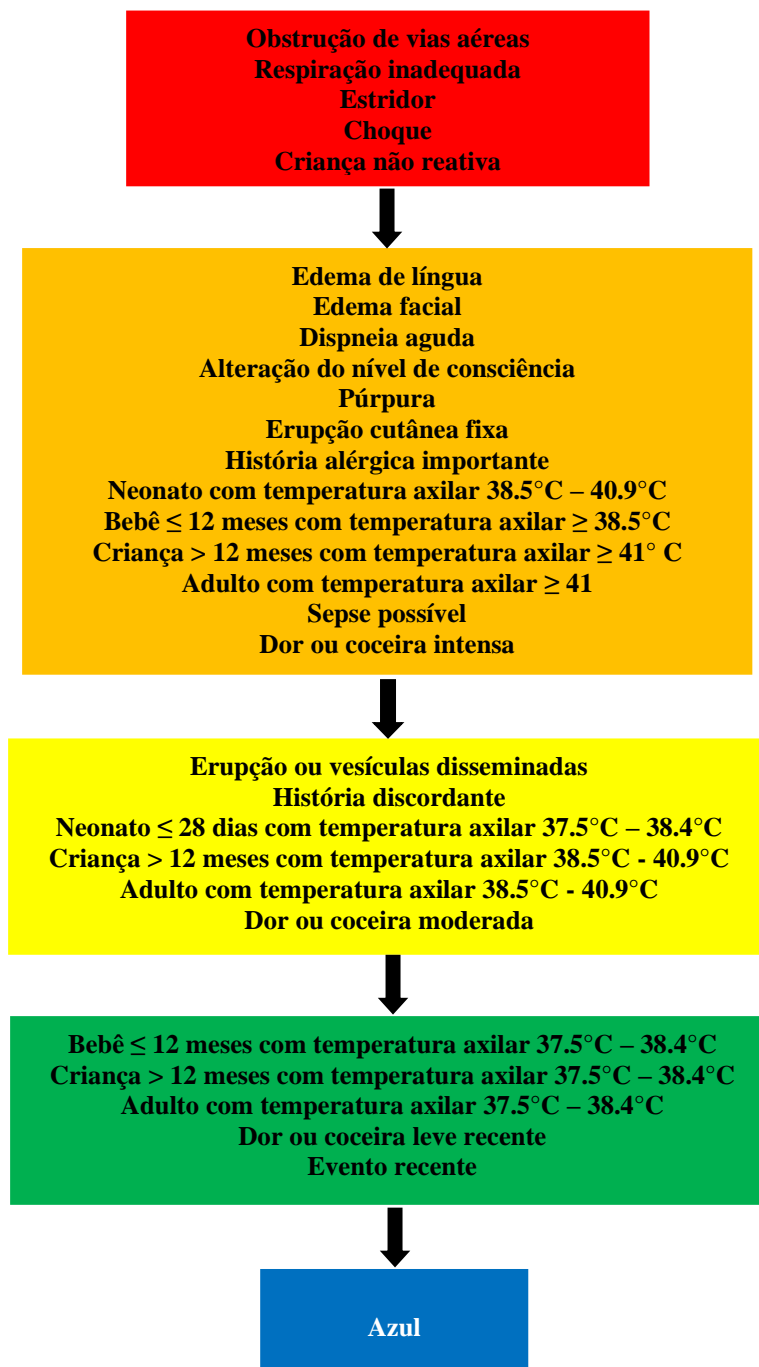 Obstrução de vias aéreas
Respiração inadequada
Estridor
Choque
Criança não reativa
Edema de língua
Edema facial
Dispneia aguda
Alteração do nível de consciência
Púrpura
Erupção cutânea fixa
História alérgica importante
Neonato com temperatura axilar 38.5°C – 40.9°C
Bebê ≤ 12 meses com temperatura axilar ≥ 38.5°C
Criança > 12 meses com temperatura axilar ≥ 41° C
Adulto com temperatura axilar ≥ 41
Sepse possível
Dor ou coceira intensa
Erupção ou vesículas disseminadas
História discordante
Neonato ≤ 28 dias com temperatura axilar 37.5°C – 38.4°C
Criança > 12 meses com temperatura axilar 38.5°C - 40.9°C
Adulto com temperatura axilar 38.5°C - 40.9°C
Dor ou coceira moderada
Bebê ≤ 12 meses com temperatura axilar 37.5°C – 38.4°C
Criança > 12 meses com temperatura axilar 37.5°C – 38.4°C
Adulto com temperatura axilar 37.5°C – 38.4°C
Dor ou coceira leve recente
Evento recente
Azul